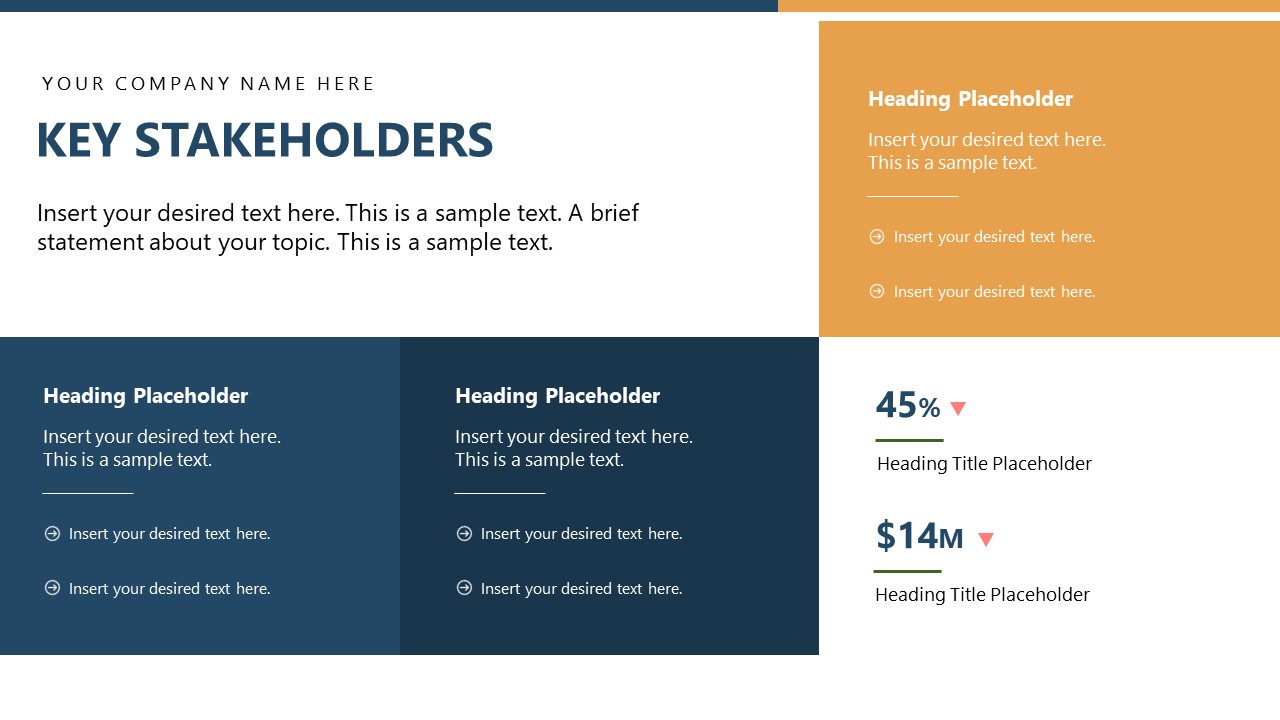 YOUR COMPANY NAME HERE
KEY STAKEHOLDERS
Insert your desired text here. This is a sample text. A brief
statement about your topic. This is a sample text.
Heading Placeholder
Insert your desired text here.
This is a sample text.
Insert your desired text here.
Insert your desired text here.
Heading Placeholder
Insert your desired text here.
This is a sample text.
Insert your desired text here.
Insert your desired text here.
Heading Placeholder
Insert your desired text here.
This is a sample text.
Insert your desired text here.
Insert your desired text here.
45%
Heading Title Placeholder
$14M
Heading Title Placeholder